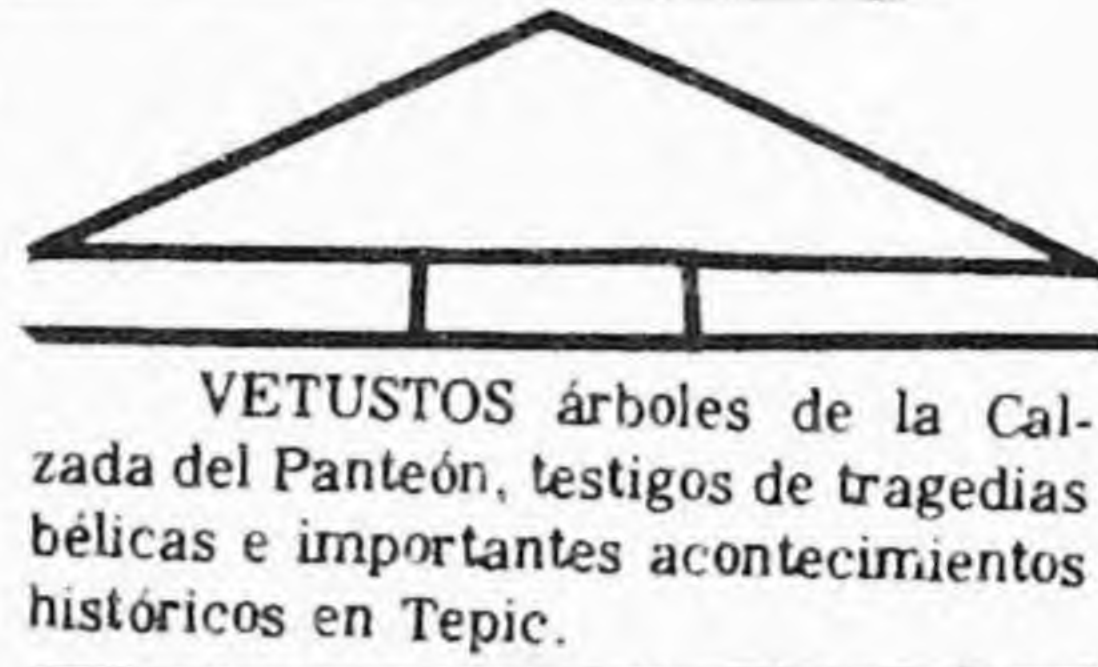 VETUSTOS árboles de la Cal-
zada del Panteón, testigos de tragedias
bélicas e importantes acontecimientos
históricos en Tepic.